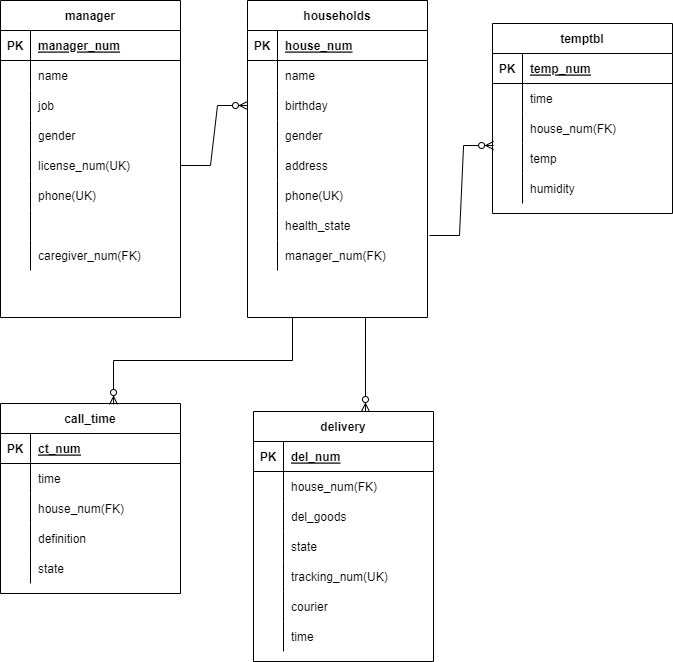 manager
PK manager_num
name
job
gender
license_num(UK)
phone(UK)
caregiver_num(FK)
households
PK house_num
name
birthday
gender
address
phone(UK)
health_state
manager_num(FK)
temptbl
PK temp_num
time
house_num(FK)
temp
humidity
call_time
PK ct_num
time
house_num(FK)
definition
state
delivery
PK del_num
house_num(FK)
del_goods
state
tracking_num(UK)
courier
time